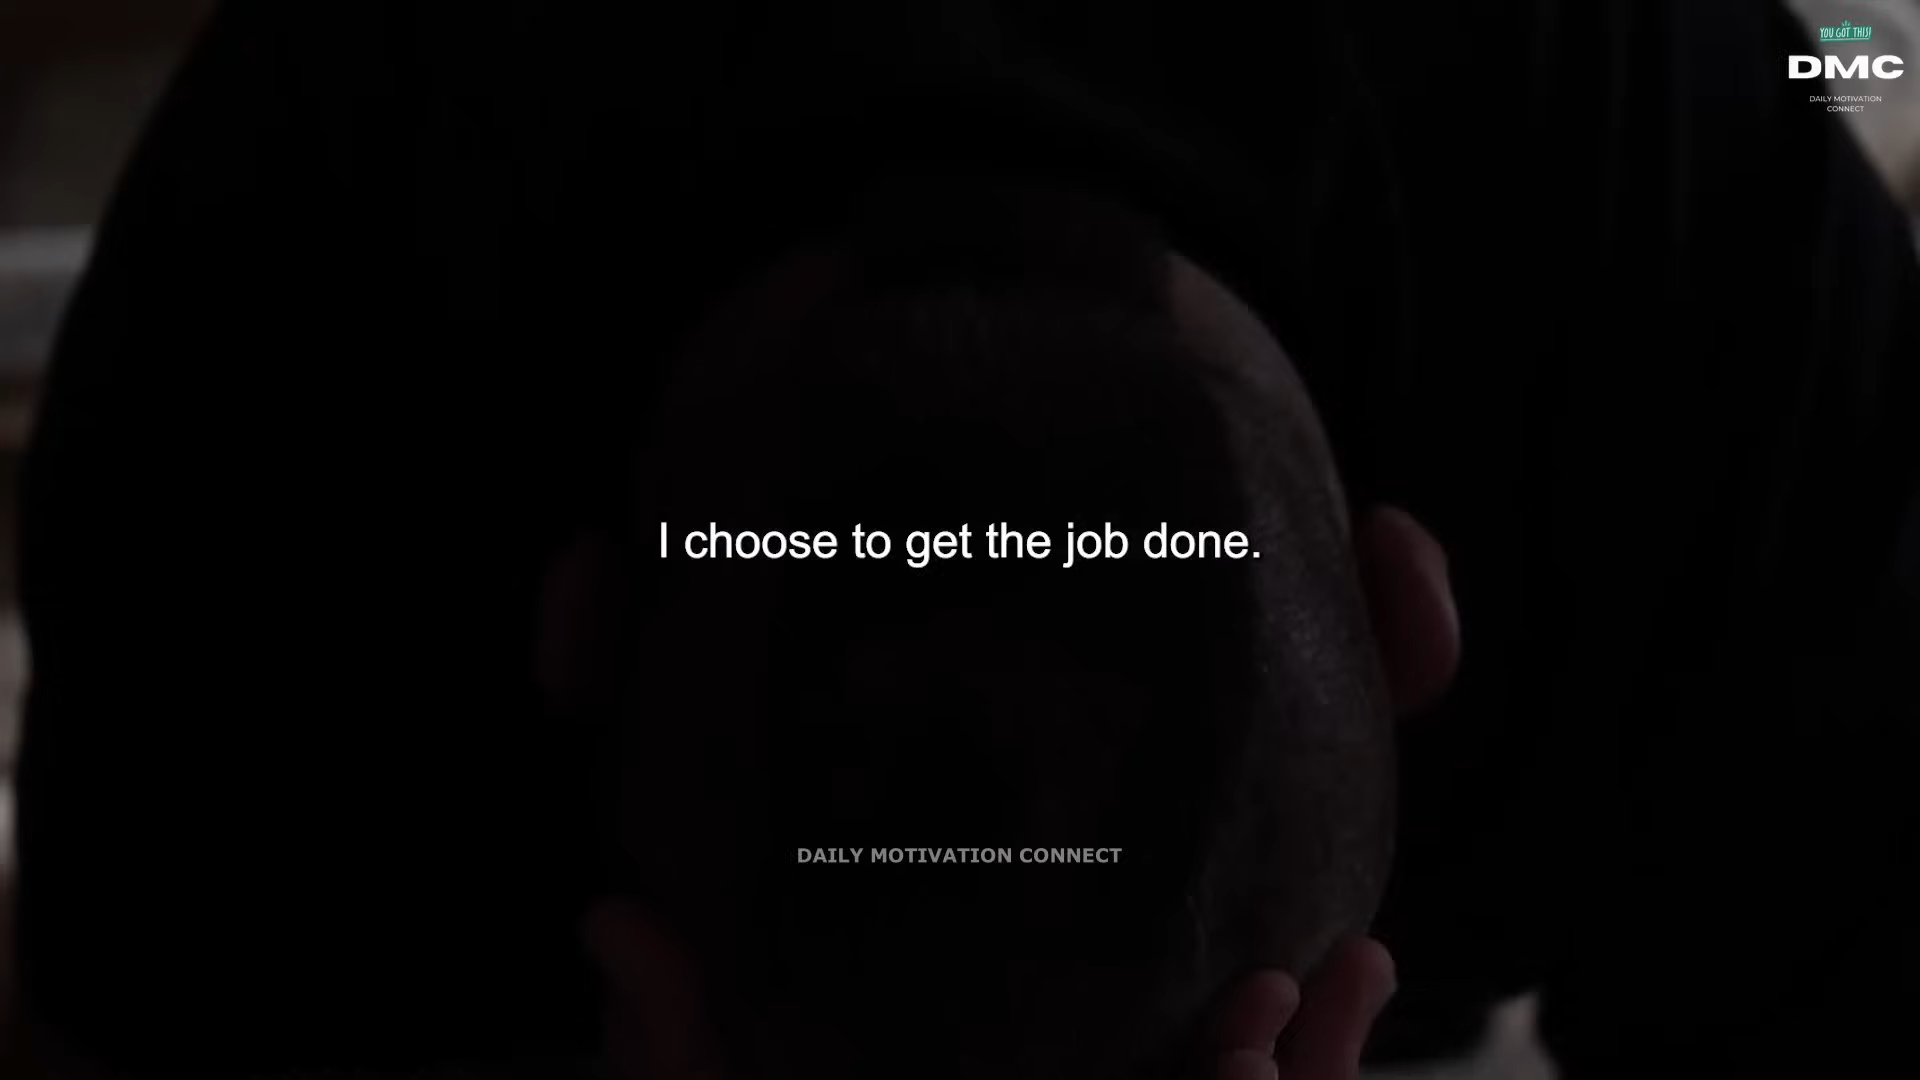 YOU GOT THIS!
DMC
DAILY MOTIVATION
CONNECT
I choose to get the job done.
DAILY MOTIVATION CONNECT